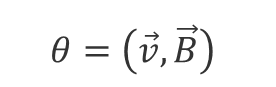 θ = (v⃗, B⃗)